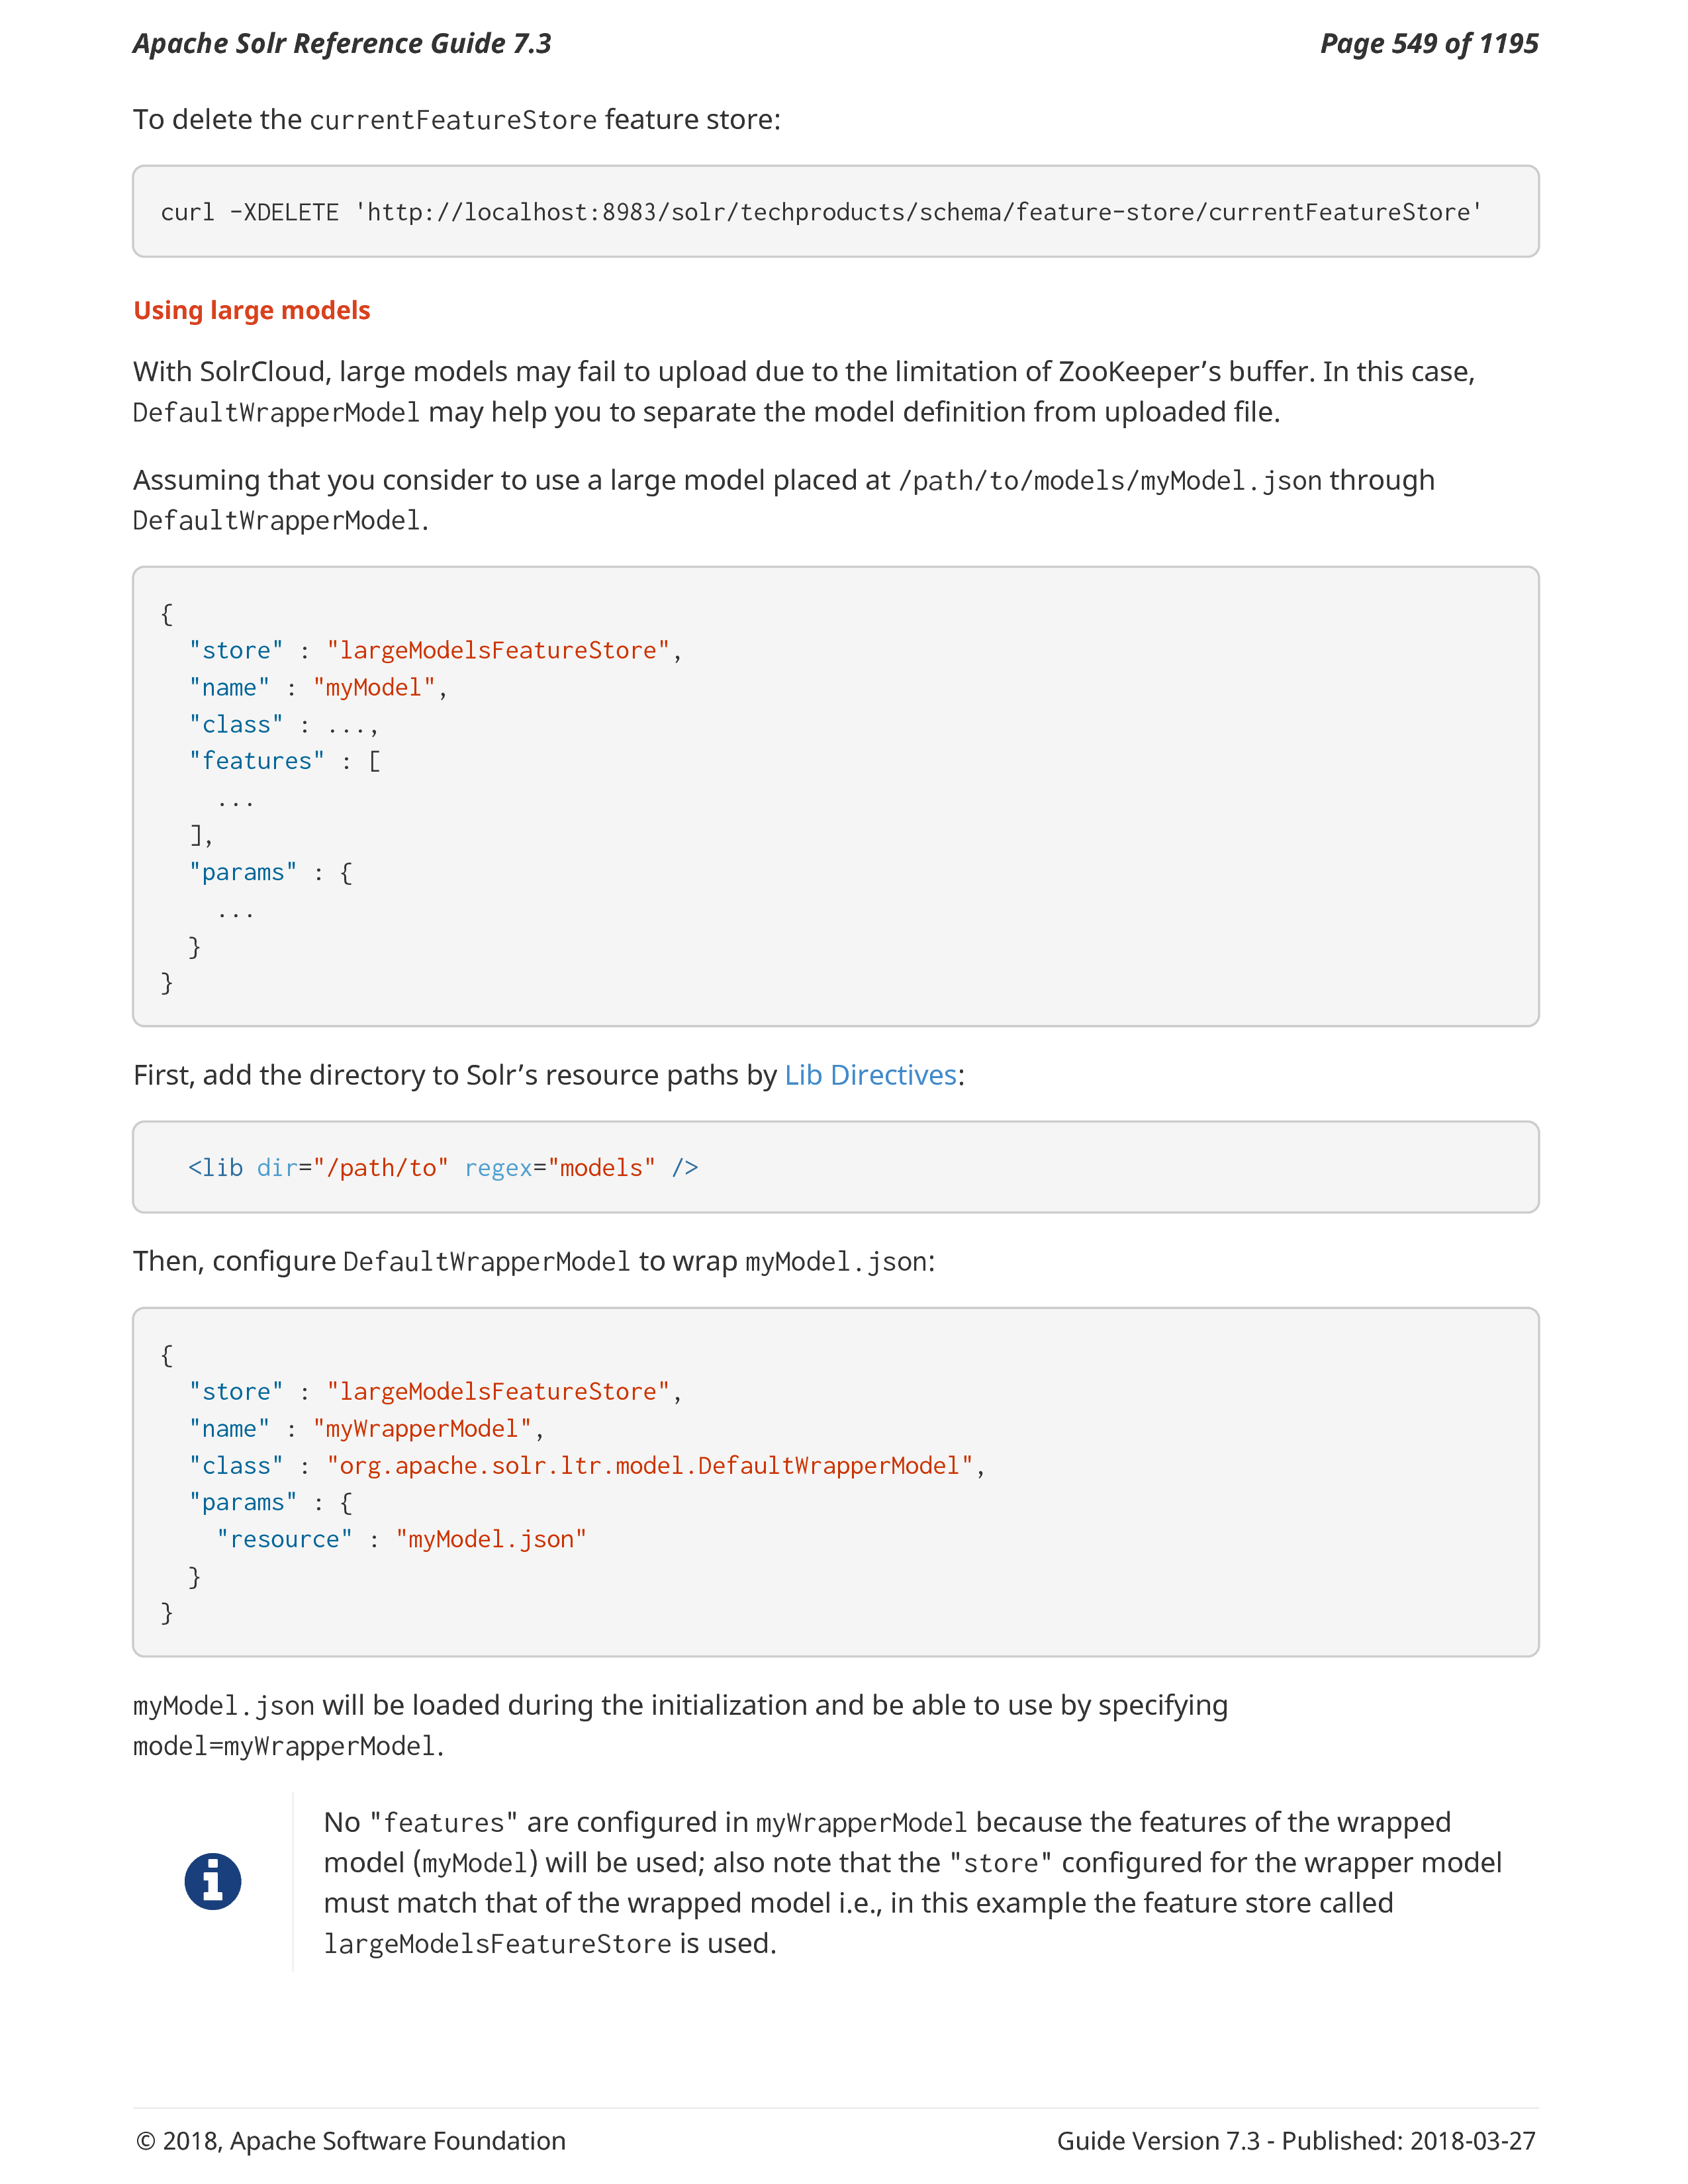 Apache Solr Reference Guide 7.3 Page 549 of 1195
To delete the currentFeatureStore feature store:
curl -XDELETE 'http://localhost:8983/solr/techproducts/schema/feature-store/currentFeatureStore'
Using large models
With SolrCloud, large models may fail to upload due to the limitation of ZooKeeper’s buffer. In this case,
DefaultWrapperModel may help you to separate the model definition from uploaded file.
Assuming that you consider to use a large model placed at /path/to/models/myModel.json through
DefaultWrapperModel.
{
  "store" : "largeModelsFeatureStore",
  "name" : "myModel",
  "class" : ...,
  "features" : [
    ...
  ],
  "params" : {
    ...
  }
}
First, add the directory to Solr’s resource paths by Lib Directives:
  <lib dir="/path/to" regex="models" />
Then, configure DefaultWrapperModel to wrap myModel.json:
{
  "store" : "largeModelsFeatureStore",
  "name" : "myWrapperModel",
  "class" : "org.apache.solr.ltr.model.DefaultWrapperModel",
  "params" : {
    "resource" : "myModel.json"
  }
}
myModel.json will be loaded during the initialization and be able to use by specifying
model=myWrapperModel.
No "features" are configured in myWrapperModel because the features of the wrapped
model (myModel) will be used; also note that the "store" configured for the wrapper model
must match that of the wrapped model i.e., in this example the feature store called
largeModelsFeatureStore is used.
© 2018, Apache Software Foundation Guide Version 7.3 - Published: 2018-03-27